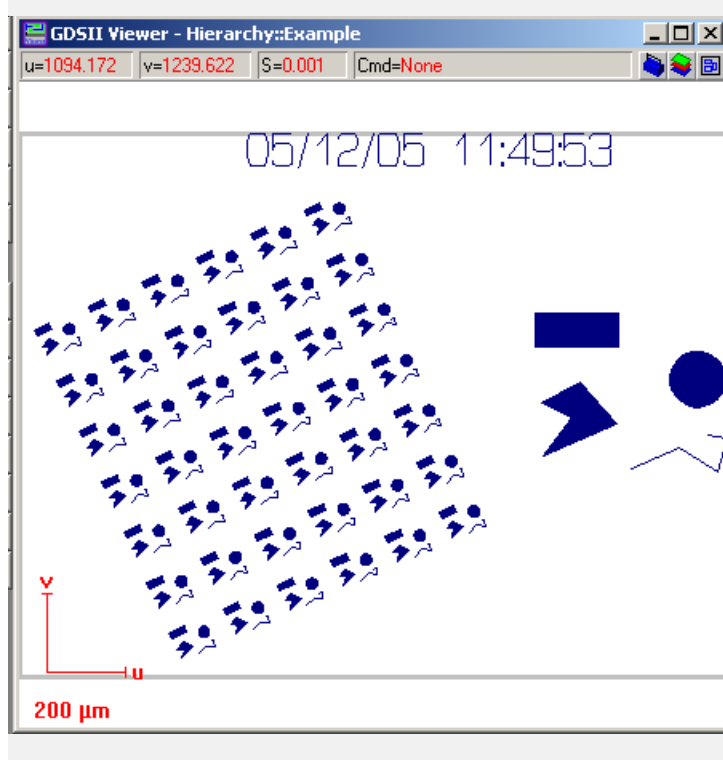 GDSII Viewer - Hierarchy::Example
u=1094.172 v=1239.622 S=0.001 Cmd=None
05/12/05 11:49:53
v
u
200 µm